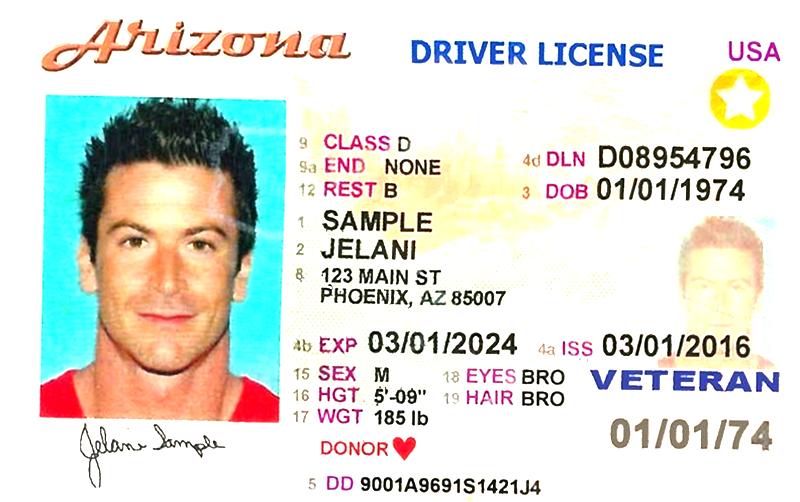 Arizona DRIVER LICENSE USA
9 CLASS D
9a END NONE 4d DLN D08954796
12 REST B 3 DOB 01/01/1974
1 SAMPLE
2 JELANI
8 123 MAIN ST
PHOENIX, AZ 85007
4b EXP 03/01/2024 4a ISS 03/01/2016
15 SEX M 18 EYES BRO VETERAN
16 HGT 5'-09" 19 HAIR BRO
17 WGT 185 lb 01/01/74
DONOR
Jelani Sample
5 DD 9001A9691S1421J4